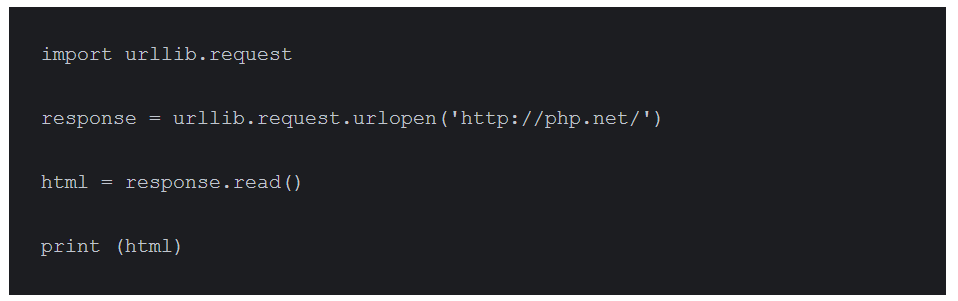 import urllib.request
response = urllib.request.urlopen('http://php.net/')
html = response.read()
print (html)